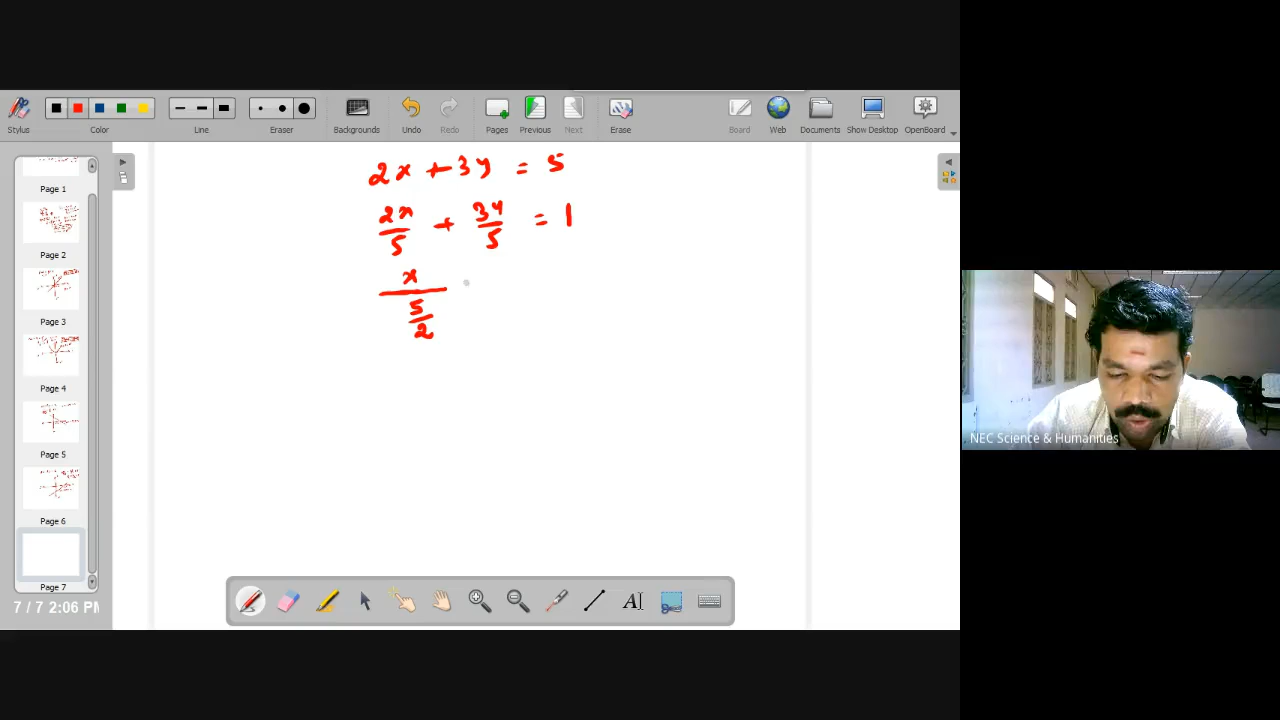 Stylus
Color
Line
Eraser
Backgrounds
Undo
Redo
Pages
Previous
Next
Erase
Board
Web
Documents
Show Desktop
OpenBoard
Page 1
Page 2
Page 3
Page 4
Page 5
Page 6
Page 7
7 / 7 2:06 PM
2x + 3y = 5
2x/5 + 3y/5 = 1
x/(5/2)
NEC Science & Humanities